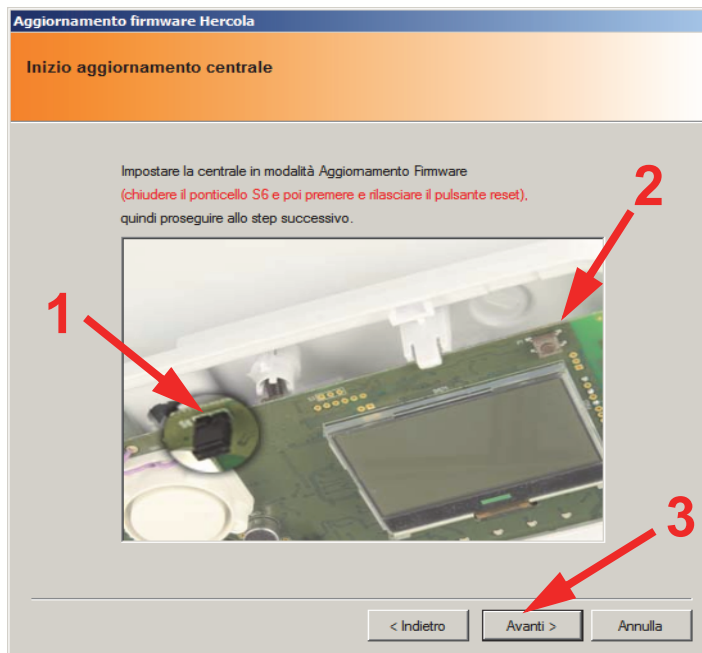 Aggiornamento firmware Hercola
Inizio aggiornamento centrale
Impostare la centrale in modalità Aggiornamento Firmware
(chiudere il ponticello S6 e poi premere e rilasciare il pulsante reset),
quindi proseguire allo step successivo.
2
1
S6
3
< Indietro
Avanti >
Annulla